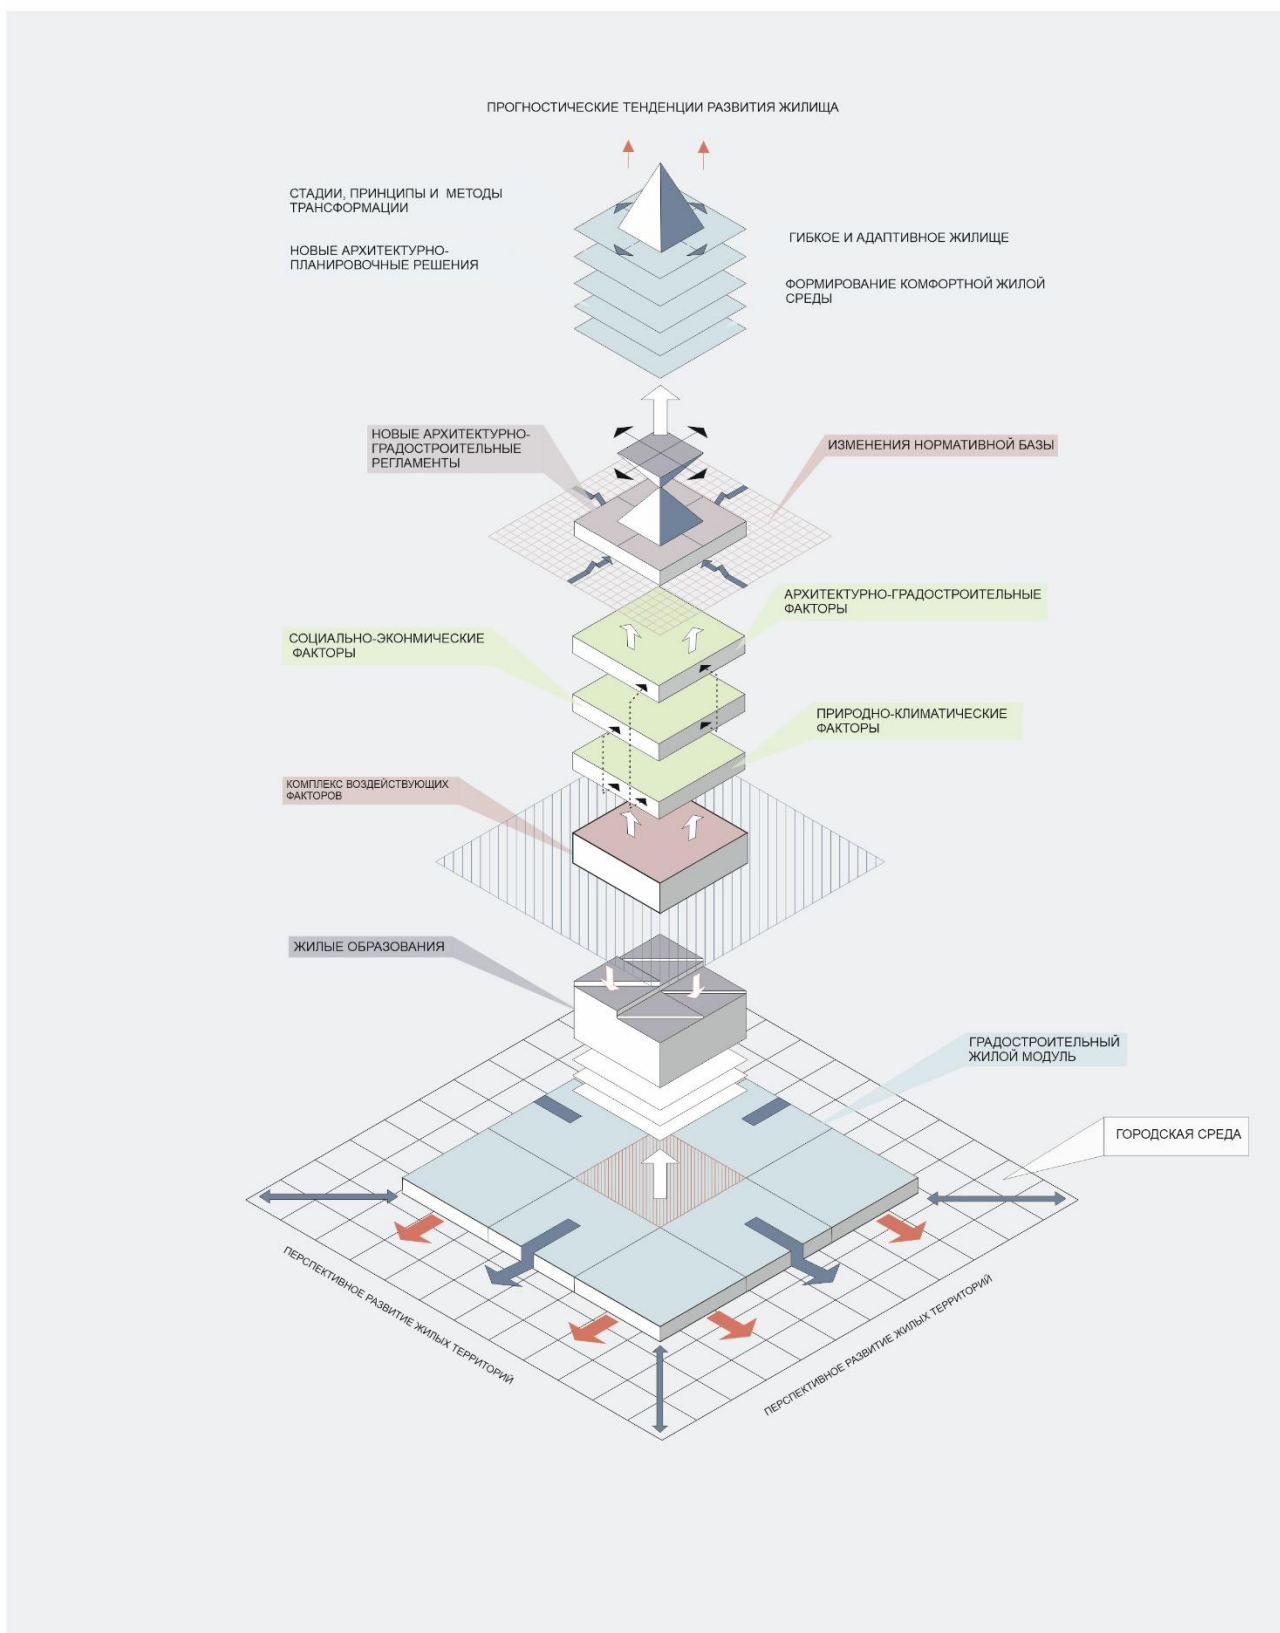 ПРОГНОСТИЧЕСКИЕ ТЕНДЕНЦИИ РАЗВИТИЯ ЖИЛИЩА
СТАДИИ, ПРИНЦИПЫ И МЕТОДЫ
ТРАНСФОРМАЦИИ
НОВЫЕ АРХИТЕКТУРНО-
ПЛАНИРОВОЧНЫЕ РЕШЕНИЯ
ГИБКОЕ И АДАПТИВНОЕ ЖИЛИЩЕ
ФОРМИРОВАНИЕ КОМФОРТНОЙ ЖИЛОЙ
СРЕДЫ
НОВЫЕ АРХИТЕКТУРНО-
ГРАДОСТРОИТЕЛЬНЫЕ
РЕГЛАМЕНТЫ
ИЗМЕНЕНИЯ НОРМАТИВНОЙ БАЗЫ
АРХИТЕКТУРНО-ГРАДОСТРОИТЕЛЬНЫЕ
ФАКТОРЫ
СОЦИАЛЬНО-ЭКОНМИЧЕСКИЕ
ФАКТОРЫ
ПРИРОДНО-КЛИМАТИЧЕСКИЕ
ФАКТОРЫ
КОМПЛЕКС ВОЗДЕЙСТВУЮЩИХ
ФАКТОРОВ
ЖИЛЫЕ ОБРАЗОВАНИЯ
ГРАДОСТРОИТЕЛЬНЫЙ
ЖИЛОЙ МОДУЛЬ
ГОРОДСКАЯ СРЕДА
ПЕРСПЕКТИВНОЕ РАЗВИТИЕ ЖИЛЫХ ТЕРРИТОРИЙ
ПЕРСПЕКТИВНОЕ РАЗВИТИЕ ЖИЛЫХ ТЕРРИТОРИЙ